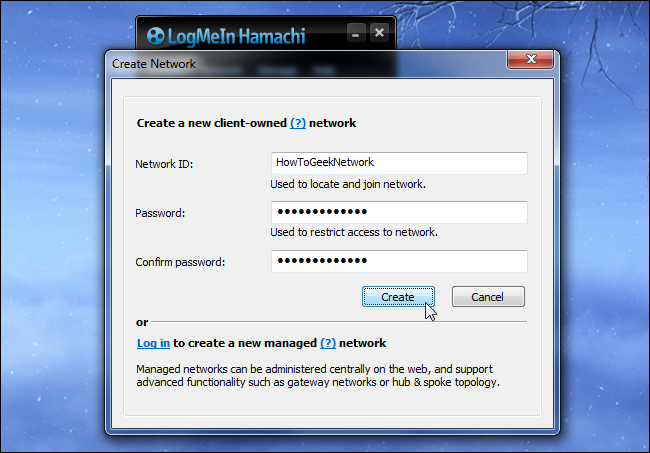 LogMeIn Hamachi
Create Network
Create a new client-owned (?) network
Network ID:
HowToGeekNetwork
Used to locate and join network.
Password:
•••••••••••••
Used to restrict access to network.
Confirm password:
•••••••••••••
Create
Cancel
or
Log in to create a new managed (?) network
Managed networks can be administered centrally on the web, and support
advanced functionality such as gateway networks or hub & spoke topology.